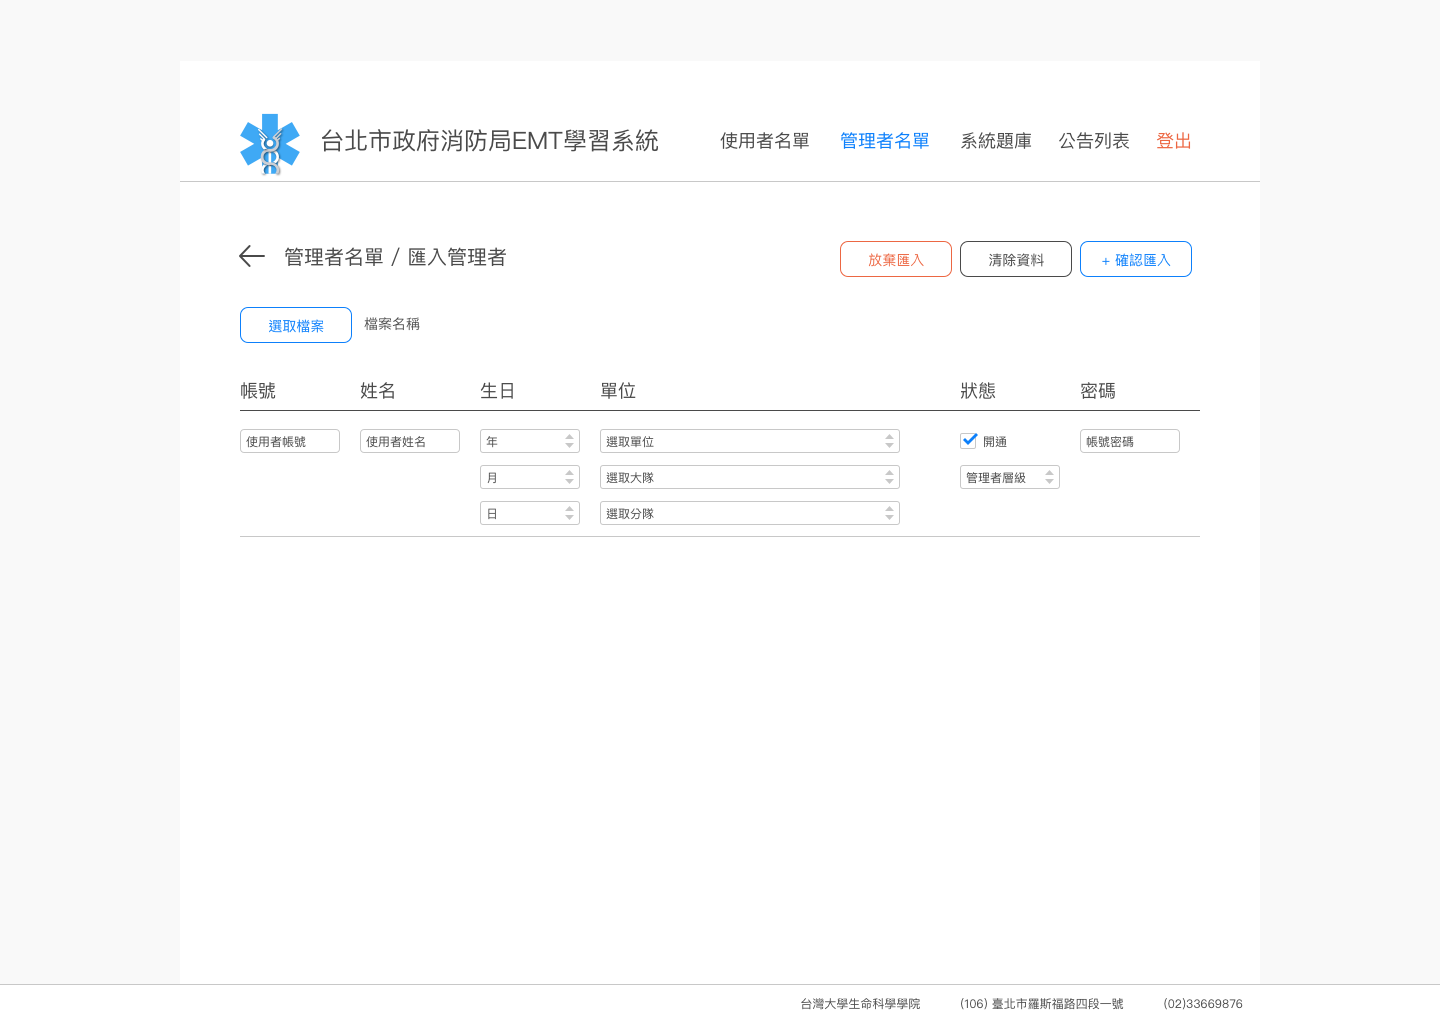 台北市政府消防局EMT學習系統 使用者名單 管理者名單 系統題庫 公告列表 登出
管理者名單 / 匯入管理者 放棄匯入 清除資料 + 確認匯入
選取檔案 檔案名稱
帳號 姓名 生日 單位 狀態 密碼
使用者帳號 使用者姓名 年 選取單位 開通 帳號密碼
月 選取大隊 管理者層級
日 選取分隊
台灣大學生命科學學院 (106) 臺北市羅斯福路四段一號 (02)33669876